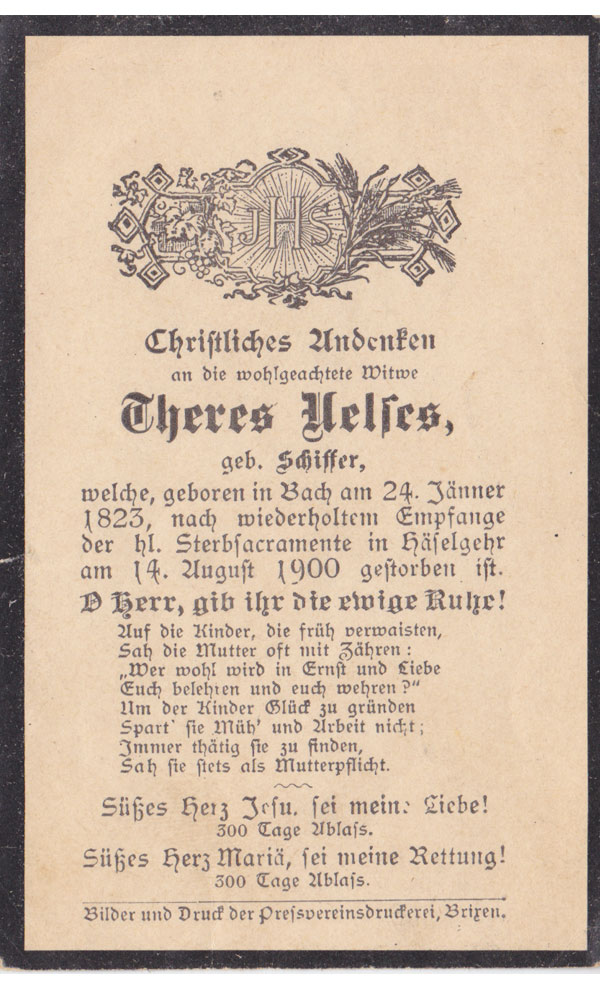 JHS
Christliches Andenken
an die wohlgeachtete Witwe
Theres Uelses,
geb. Schiffer,
welche, geboren in Bach am 24. Jänner
1823, nach wiederholtem Empfange
der hl. Sterbsacramente in Häselgehr
am 14. August 1900 gestorben ist.
O Herr, gib ihr die ewige Ruhe!
Auf die Kinder, die früh verwaisten,
Sah die Mutter oft mit Zähren:
„Wer wohl wird in Ernst und Liebe
Euch belehren und euch wehren?“
Um der Kinder Glück zu gründen
Spart' sie Müh' und Arbeit nicht;
Immer thätig sie zu finden,
Sah sie stets als Mutterpflicht.
Süßes Herz Jesu, sei meine Liebe!
300 Tage Ablass.
Süßes Herz Mariä, sei meine Rettung!
300 Tage Ablass.
Bilder und Druck der Pressvereinsdruckerei, Brixen.